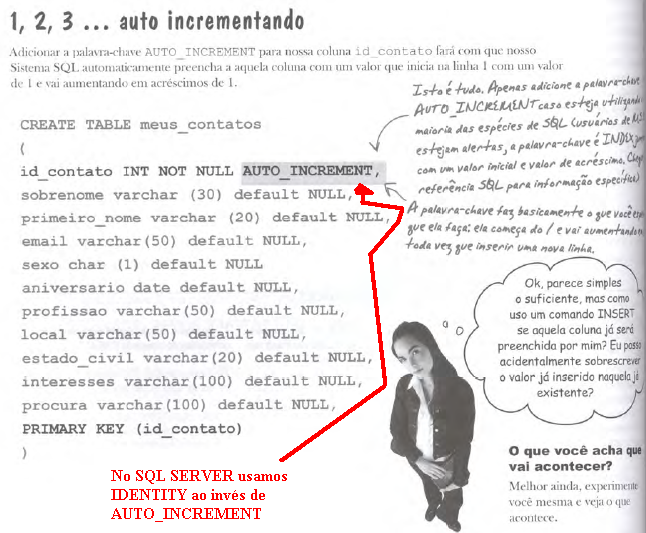 1, 2, 3 ... auto incrementando
Adicionar a palavra-chave AUTO_INCREMENT para nossa coluna id_contato fará com que nosso
Sistema SQL automaticamente preencha a aquela coluna com um valor que inicia na linha 1 com um valor
de 1 e vai aumentando em acréscimos de 1.
CREATE TABLE meus_contatos
(
id_contato INT NOT NULL AUTO_INCREMENT,
sobrenome varchar (30) default NULL,
primeiro_nome varchar (20) default NULL,
email varchar(50) default NULL,
sexo char (1) default NULL
aniversario date default NULL,
profissao varchar(50) default NULL,
local varchar(50) default NULL,
estado_civil varchar(20) default NULL,
interesses varchar(100) default NULL,
procura varchar(100) default NULL,
PRIMARY KEY (id_contato)
)
Isto é tudo. Apenas adicione a palavra-chave
AUTO_INCREMENT caso esteja utilizando
maioria das espécies de SQL (usuários de
estejam alertas, a palavra-chave é INDEX,
com um valor inicial e valor de acréscimo.
referência SQL para informação específica)
A palavra-chave faz basicamente o que você
que ela faça: ela começa do 1 e vai aumentando
toda vez que inserir uma nova linha.
Ok, parece simples
o suficiente, mas como
uso um comando INSERT
se aquela coluna já será
preenchida por mim? Eu posso
acidentalmente sobrescrever
o valor já inserido naquela já
existente?
O que você acha que
vai acontecer?
Melhor ainda, experimente
você mesma e veja o que
acontece.
No SQL SERVER usamos
IDENTITY ao invés de
AUTO_INCREMENT